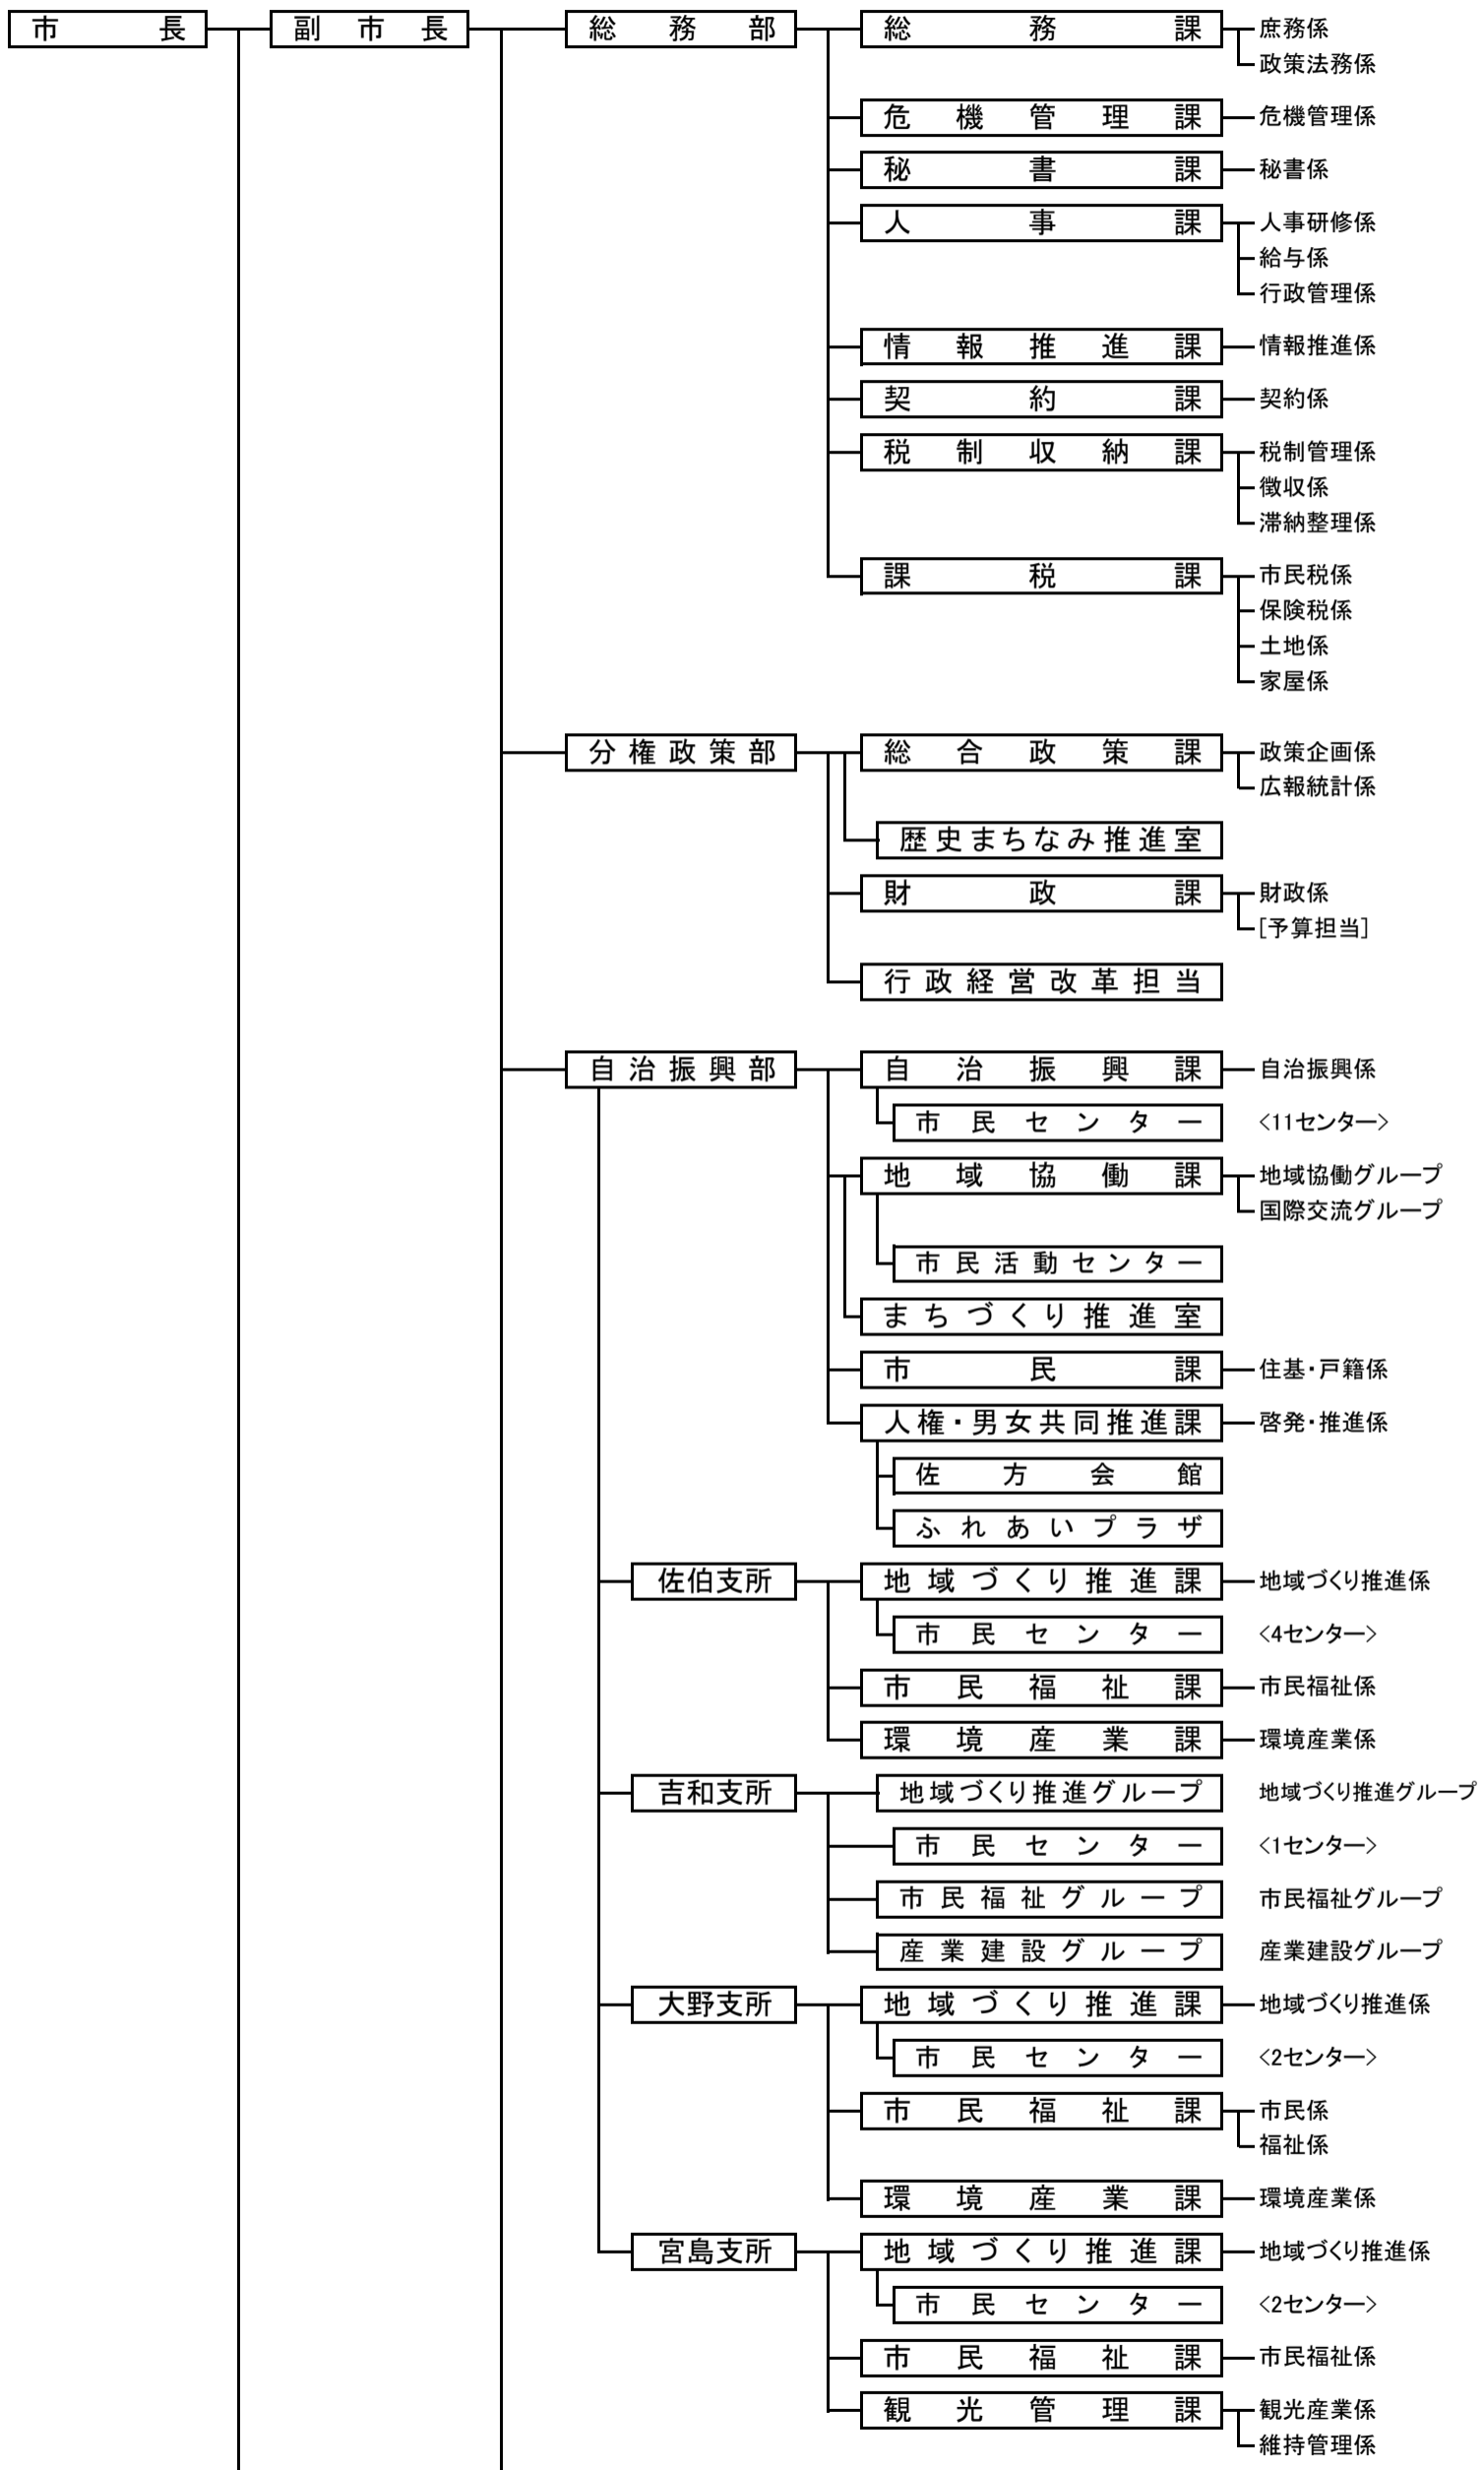 市長 副市長 総務部 総務課 庶務係
政策法務係
危機管理課 危機管理係
秘書課 秘書係
人事課 人事研修係
給与係
行政管理係
情報推進課 情報推進係
契約課 契約係
税制収納課 税制管理係
徴収係
滞納整理係
課税課 市民税係
保険税係
土地係
家屋係
分権政策部 総合政策課 政策企画係
広報統計係
歴史まちなみ推進室
財政課 財政係
[予算担当]
行政経営改革担当
自治振興部 自治振興課 自治振興係
市民センター <11センター>
地域協働課 地域協働グループ
国際交流グループ
市民活動センター
まちづくり推進室
市民課 住基・戸籍係
人権・男女共同推進課 啓発・推進係
佐方会館
ふれあいプラザ
佐伯支所 地域づくり推進課 地域づくり推進係
市民センター <4センター>
市民福祉課 市民福祉係
環境産業課 環境産業係
吉和支所 地域づくり推進グループ 地域づくり推進グループ
市民センター <1センター>
市民福祉グループ 市民福祉グループ
産業建設グループ 産業建設グループ
大野支所 地域づくり推進課 地域づくり推進係
市民センター <2センター>
市民福祉課 市民係
福祉係
環境産業課 環境産業係
宮島支所 地域づくり推進課 地域づくり推進係
市民センター <2センター>
市民福祉課 市民福祉係
観光管理課 観光産業係
維持管理係